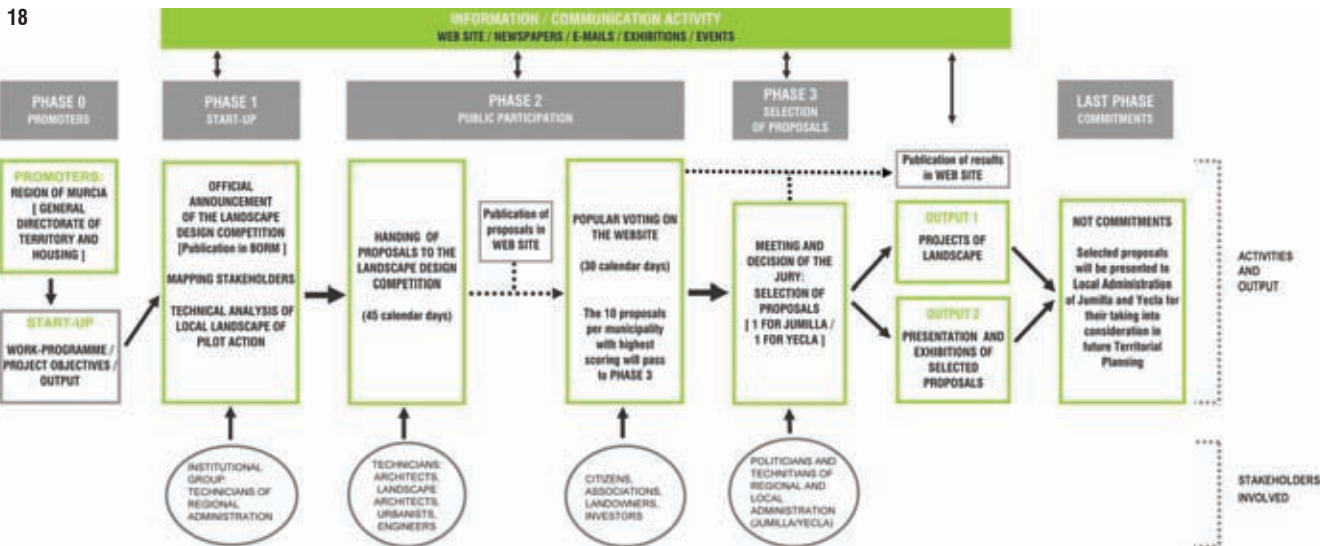 18
INFORMATION / COMMUNICATION ACTIVITY
WEB SITE / NEWSPAPERS / E-MAILS / EXHIBITIONS / EVENTS
PHASE 0
PROMOTERS
PHASE 1
START-UP
PHASE 2
PUBLIC PARTICIPATION
PHASE 3
SELECTION
OF PROPOSALS
LAST PHASE
COMMITMENTS
PROMOTERS:
REGION OF MURCIA
[ GENERAL
DIRECTORATE OF
TERRITORY AND
HOUSING ]
START-UP
WORK-PROGRAMME /
PROJECT OBJECTIVES /
OUTPUT
OFFICIAL
ANNOUNCEMENT
OF THE LANDSCAPE
DESIGN COMPETITION
[Publication in BORM ]
MAPPING STAKEHOLDERS
TECHNICAL ANALYSIS OF
LOCAL LANDSCAPE OF
PILOT ACTION
HANDING OF
PROPOSALS TO THE
LANDSCAPE DESIGN
COMPETITION
(45 calendar days)
Publication of
proposals in
WEB SITE
POPULAR VOTING ON
THE WEBSITE
(30 calendar days)
The 10 proposals
per municipality
with highest
scoring will pass
to PHASE 3
MEETING AND
DECISION OF THE
JURY:
SELECTION OF
PROPOSALS
[ 1 FOR JUMILLA /
1 FOR YECLA ]
Publication of results
in WEB SITE
OUTPUT 1
PROJECTS OF
LANDSCAPE
OUTPUT 2
PRESENTATION AND
EXHIBITIONS OF
SELECTED
PROPOSALS
NOT COMMITMENTS
Selected proposals
will be presented to
Local Administration
of Jumilla and Yecla for
their taking into
consideration in
future Territorial
Planning
ACTIVITIES
AND
OUTPUT
INSTITUTIONAL
GROUP:
TECHNICIANS OF
REGIONAL
ADMINISTRATION
TECHNICIANS:
ARCHITECTS,
LANDSCAPE
ARCHITECTS,
URBANISTS,
ENGINEERS
CITIZENS,
ASSOCIATIONS,
LANDOWNERS,
INVESTORS
POLITICIANS AND
TECHNITIANS OF
REGIONAL AND
LOCAL
ADMINISTRATION
(JUMILLA/YECLA)
STAKEHOLDERS
INVOLVED